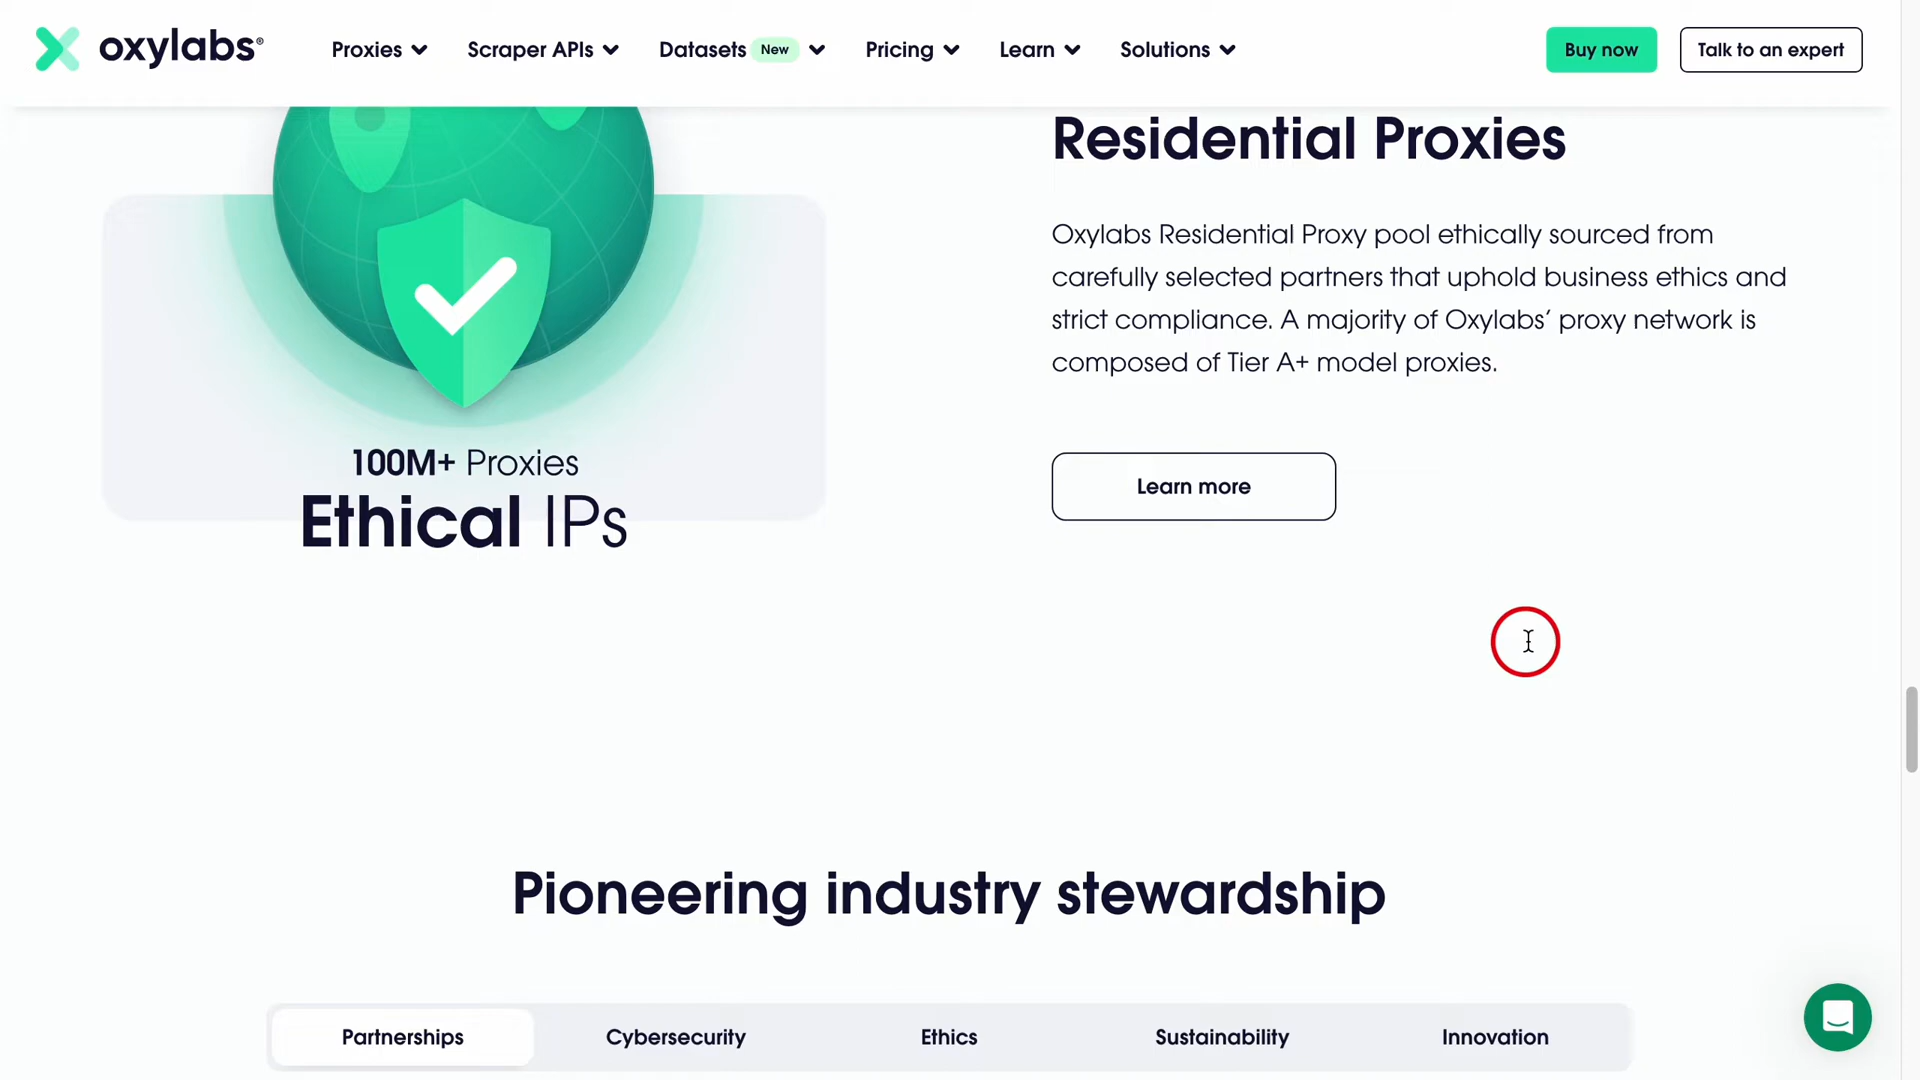 oxylabs®
Proxies
Scraper APIs
Datasets New
Pricing
Learn
Solutions
Buy now
Talk to an expert
100M+ Proxies
Ethical IPs
Residential Proxies
Oxylabs Residential Proxy pool ethically sourced from
carefully selected partners that uphold business ethics and
strict compliance. A majority of Oxylabs’ proxy network is
composed of Tier A+ model proxies.
Learn more
Pioneering industry stewardship
Partnerships
Cybersecurity
Ethics
Sustainability
Innovation